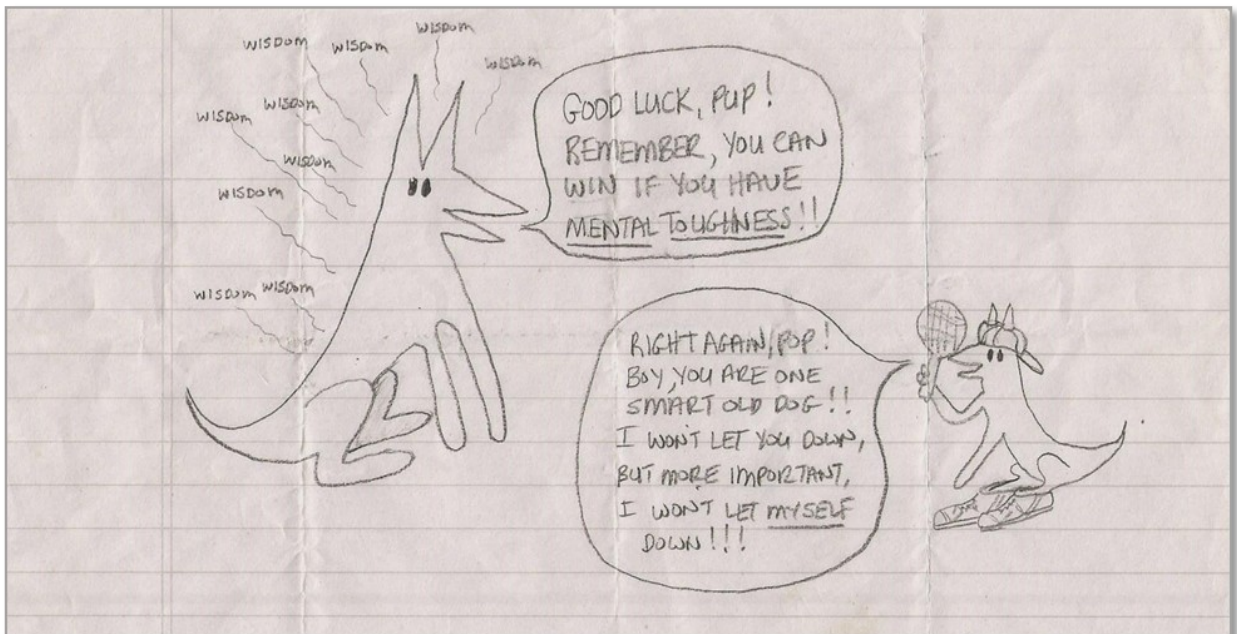 WISDOM
WISDOM
WISDOM
WISDOM
WISDOM
WISDOM
WISDOM
WISDOM
WISDOM
WISDOM
GOOD LUCK, PUP!
REMEMBER, YOU CAN
WIN IF YOU HAVE
MENTAL TOUGHNESS!!
RIGHT AGAIN, POP!
BOY, YOU ARE ONE
SMART OLD DOG!!
I WON'T LET YOU DOWN,
BUT MORE IMPORTANT,
I WON'T LET MYSELF
DOWN!!!